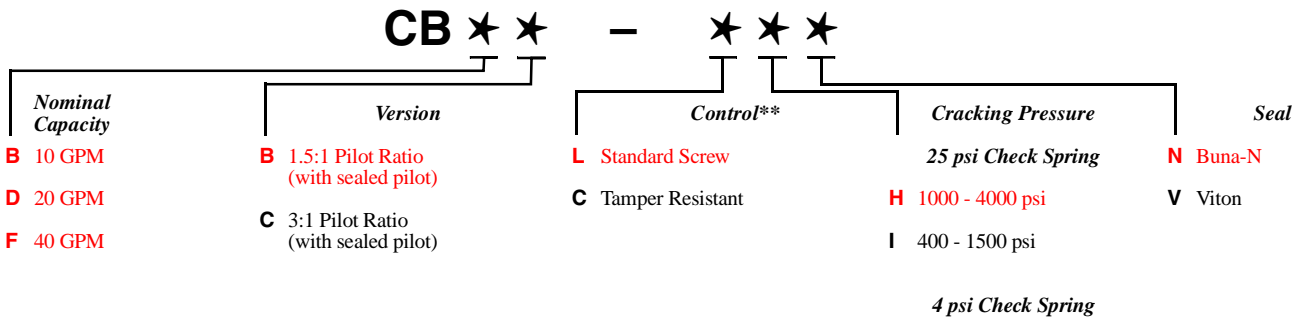 CB ★ ★ – ★ ★ ★
Nominal
Capacity
B 10 GPM
D 20 GPM
F 40 GPM
Version
B 1.5:1 Pilot Ratio
(with sealed pilot)
C 3:1 Pilot Ratio
(with sealed pilot)
Control**
L Standard Screw
C Tamper Resistant
Cracking Pressure
25 psi Check Spring
H 1000 - 4000 psi
I 400 - 1500 psi
4 psi Check Spring
Seal
N Buna-N
V Viton